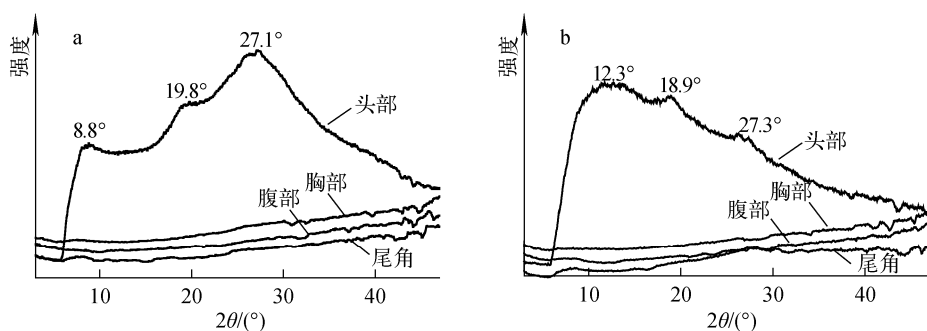 a
强度
8.8°
19.8°
27.1°
头部
胸部
腹部
尾角
10
20
30
40
2θ/(°)
b
强度
12.3°
18.9°
27.3°
头部
胸部
腹部
尾角
10
20
30
40
2θ/(°)